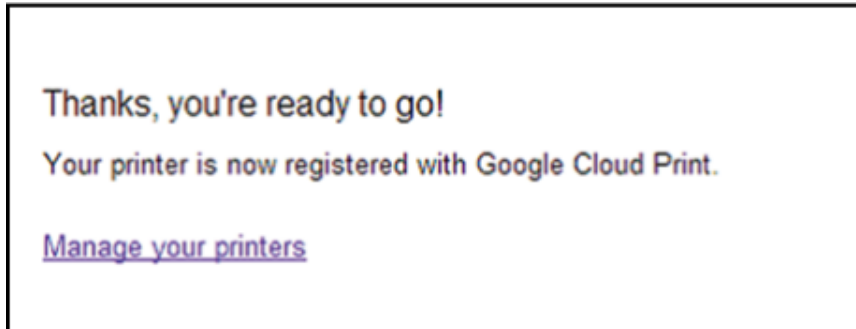 Thanks, you're ready to go!
Your printer is now registered with Google Cloud Print.
Manage your printers